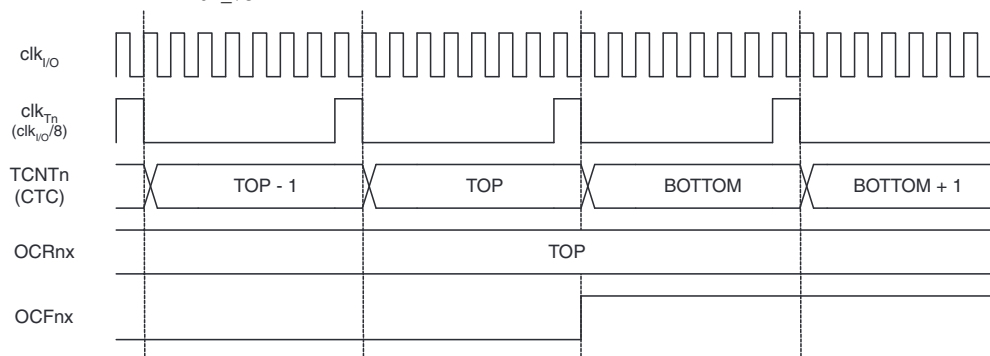 clkI/O
clkTn
(clkI/O/8)
TCNTn
(CTC)
TOP - 1
TOP
BOTTOM
BOTTOM + 1
OCRnx
TOP
OCFnx